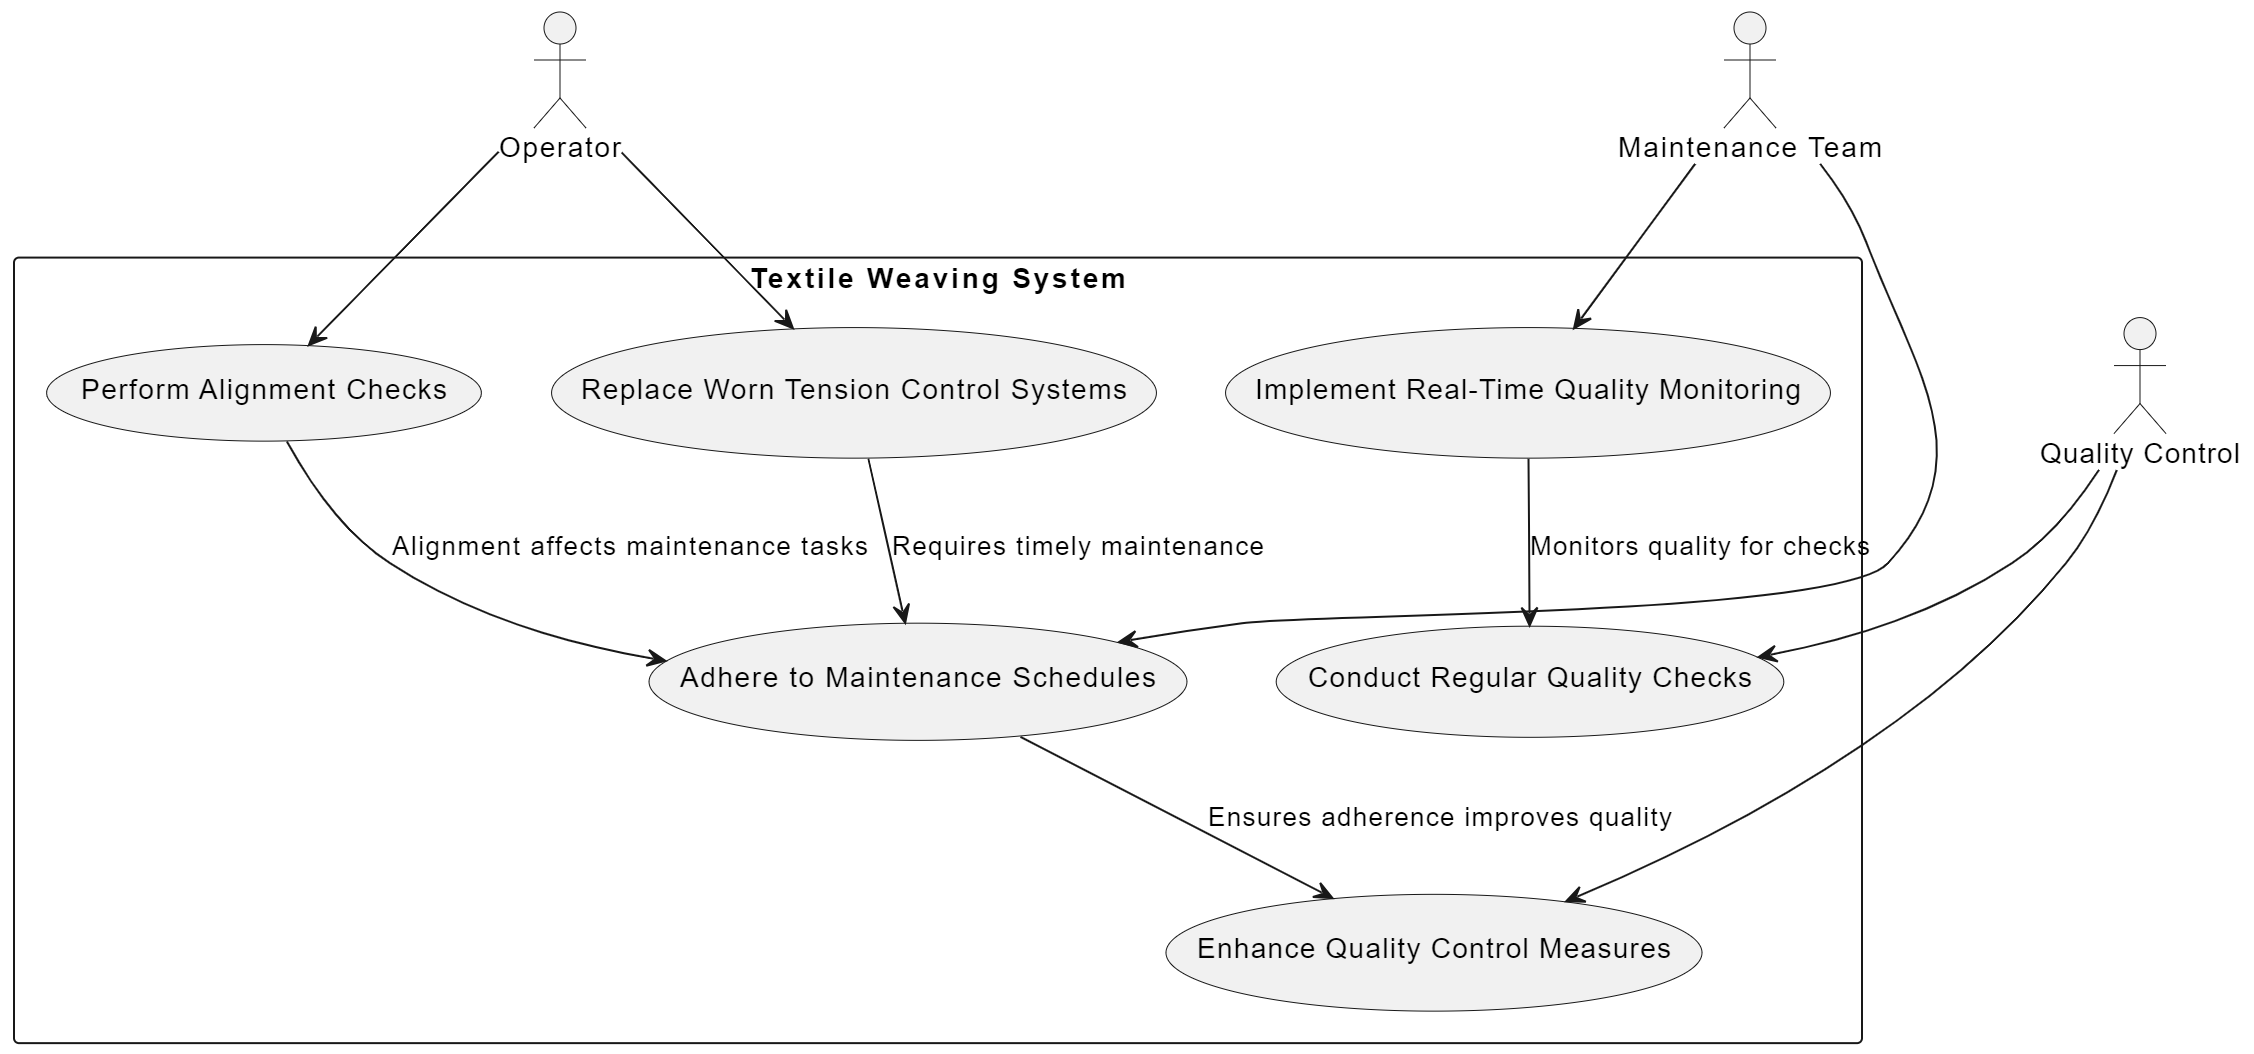 Operator
Maintenance Team
Textile Weaving System
Perform Alignment Checks
Replace Worn Tension Control Systems
Implement Real-Time Quality Monitoring
Quality Control
Alignment affects maintenance tasks
Requires timely maintenance
Monitors quality for checks
Adhere to Maintenance Schedules
Conduct Regular Quality Checks
Ensures adherence improves quality
Enhance Quality Control Measures